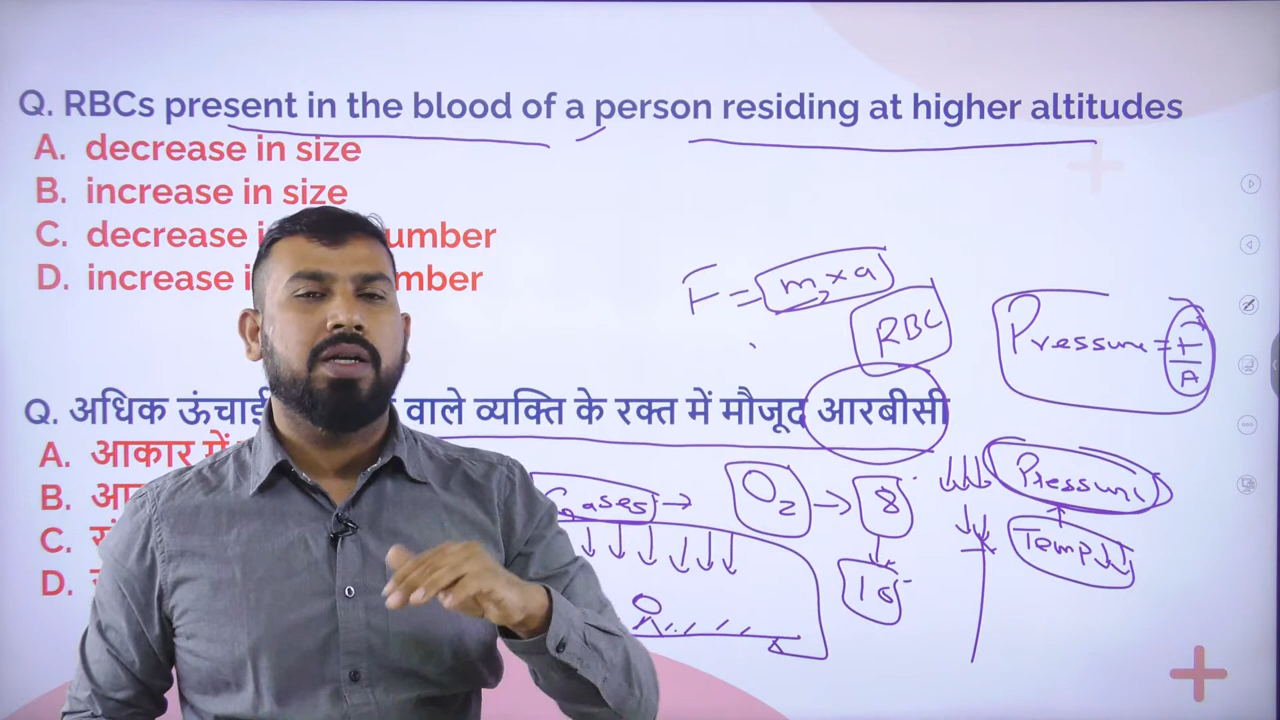 Q. RBCs present in the blood of a person residing at higher altitudes
A. decrease in size
B. increase in size
C. decrease
D. increase
F = m x a
RBC
Pressure = F/A
Q. अधिक वाले व्यक्ति के रक्त में मौजूद आरबीसी
A. आकार में
B.
C.
D.
Gases → O2 → 8
16
Pressure
Temp